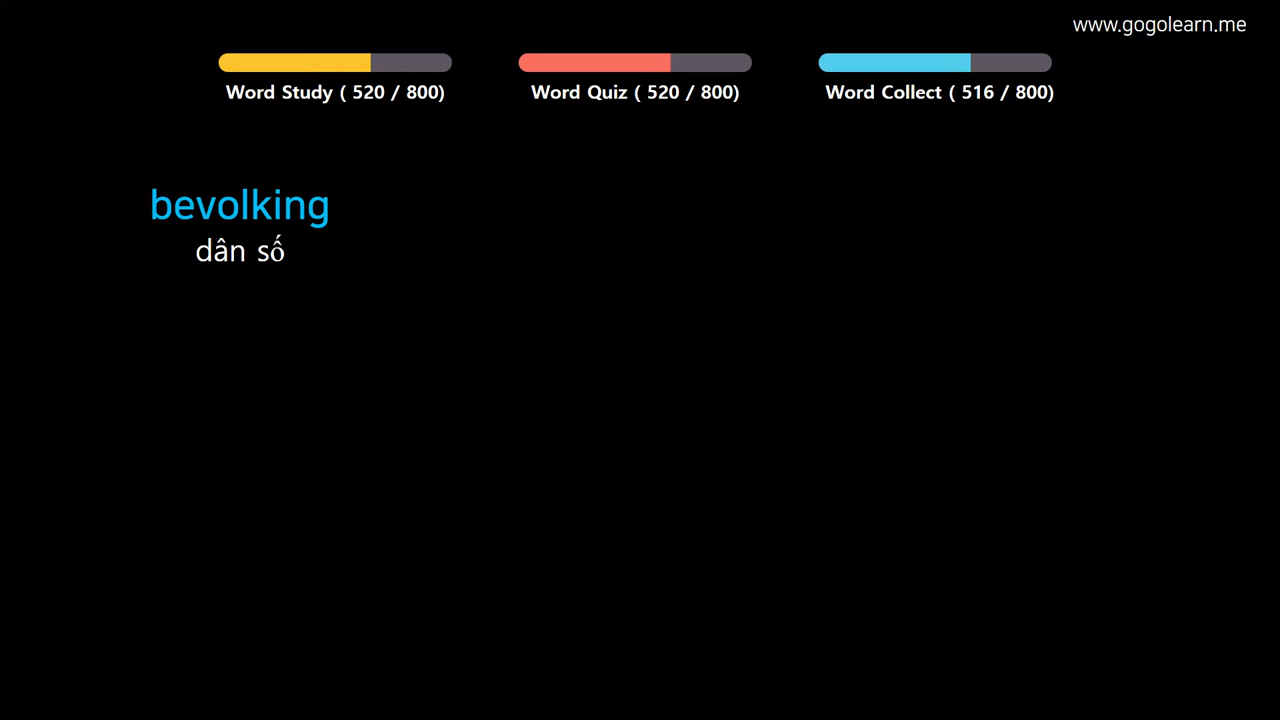 www.gogolearn.me
Word Study ( 520 / 800)
Word Quiz ( 520 / 800)
Word Collect ( 516 / 800)
bevolking
dân số